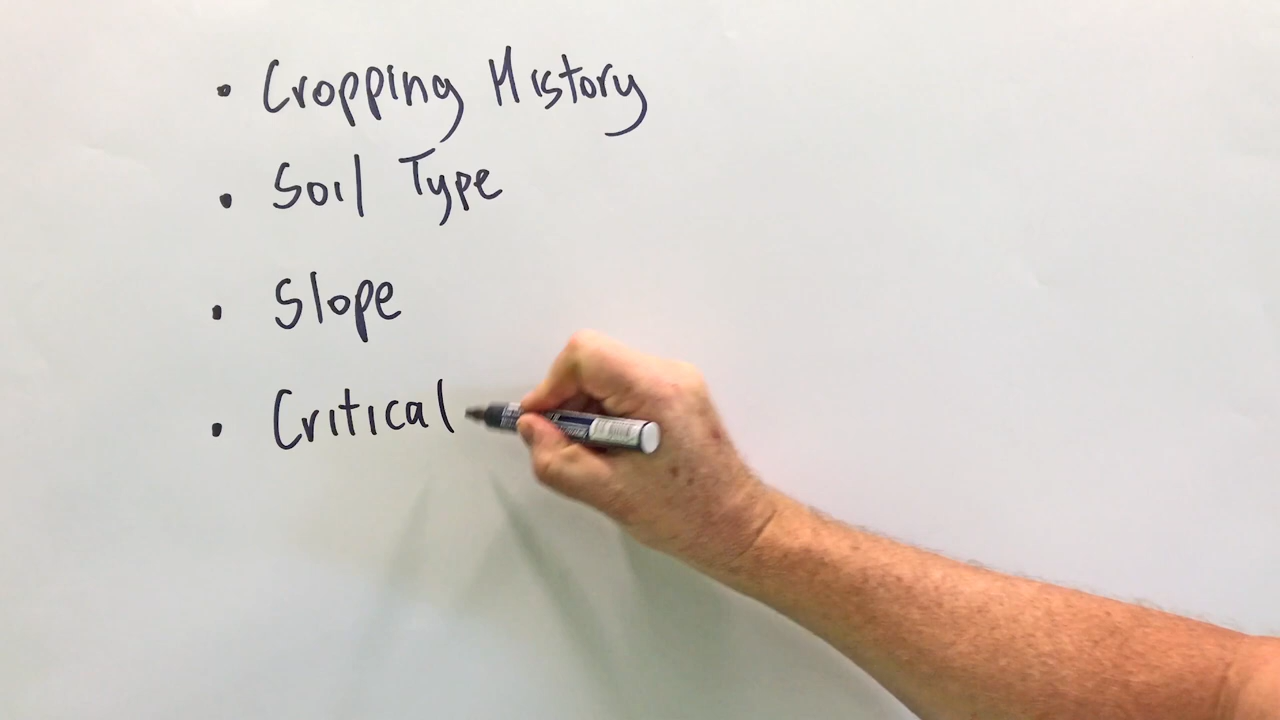 • Cropping History
• Soil Type
• Slope
• Critical